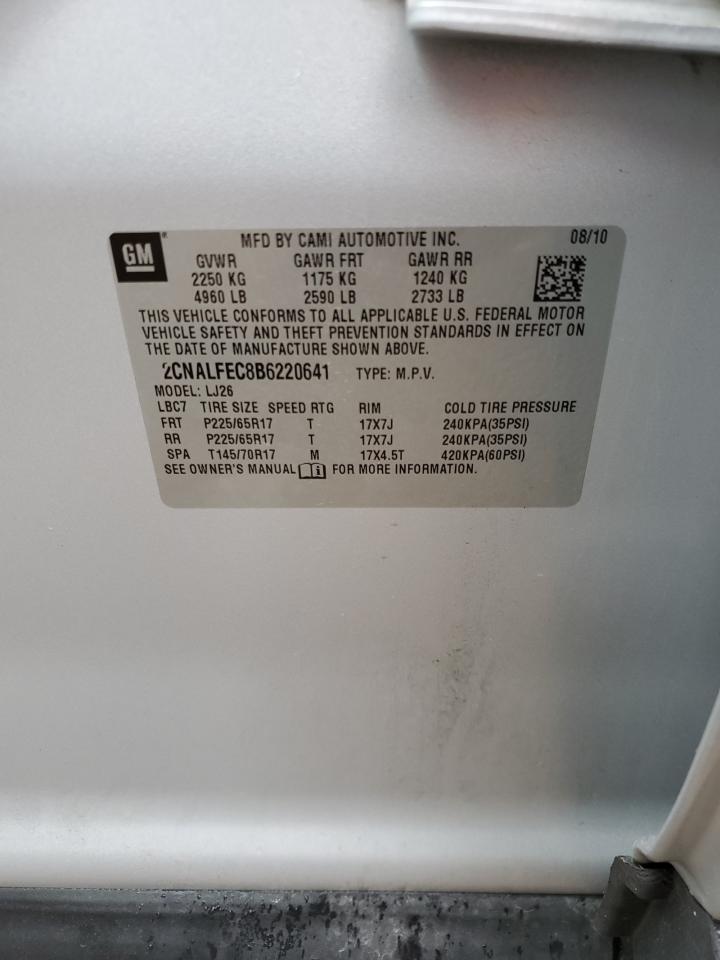 GM MFD BY CAMI AUTOMOTIVE INC. 08/10
GVWR GAWR FRT GAWR RR
2250 KG 1175 KG 1240 KG
4960 LB 2590 LB 2733 LB
THIS VEHICLE CONFORMS TO ALL APPLICABLE U.S. FEDERAL MOTOR
VEHICLE SAFETY AND THEFT PREVENTION STANDARDS IN EFFECT ON
THE DATE OF MANUFACTURE SHOWN ABOVE.
2CNALFEC8B6220641 TYPE: M.P.V.
MODEL: LJ26
LBC7 TIRE SIZE SPEED RTG RIM COLD TIRE PRESSURE
FRT P225/65R17 T 17X7J 240KPA(35PSI)
RR P225/65R17 T 17X7J 240KPA(35PSI)
SPA T145/70R17 M 17X4.5T 420KPA(60PSI)
SEE OWNER'S MANUAL FOR MORE INFORMATION.